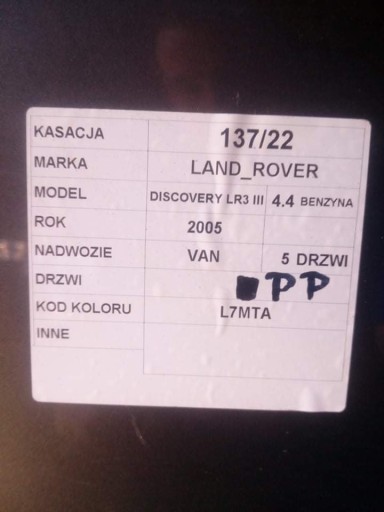 KASACJA 137/22
MARKA LAND_ROVER
MODEL DISCOVERY LR3 III 4.4 BENZYNA
ROK 2005
NADWOZIE VAN 5 DRZWI
DRZWI PP
KOD KOLORU L7MTA
INNE